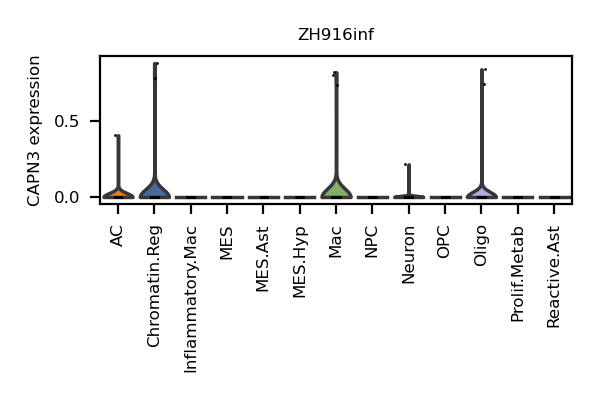 ZH916inf
CAPN3 expression
0.5
0.0
AC
Chromatin.Reg
Inflammatory.Mac
MES
MES.Ast
MES.Hyp
Mac
NPC
Neuron
OPC
Oligo
Prolif.Metab
Reactive.Ast